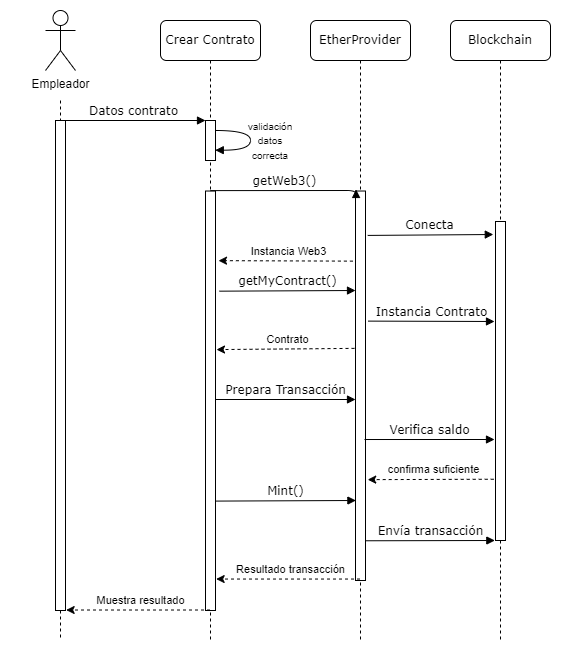 Crear Contrato
EtherProvider
Blockchain
Empleador
Datos contrato
validación
datos
correcta
getWeb3()
Conecta
Instancia Web3
getMyContract()
Instancia Contrato
Contrato
Prepara Transacción
Verifica saldo
confirma suficiente
Mint()
Envía transacción
Resultado transacción
Muestra resultado